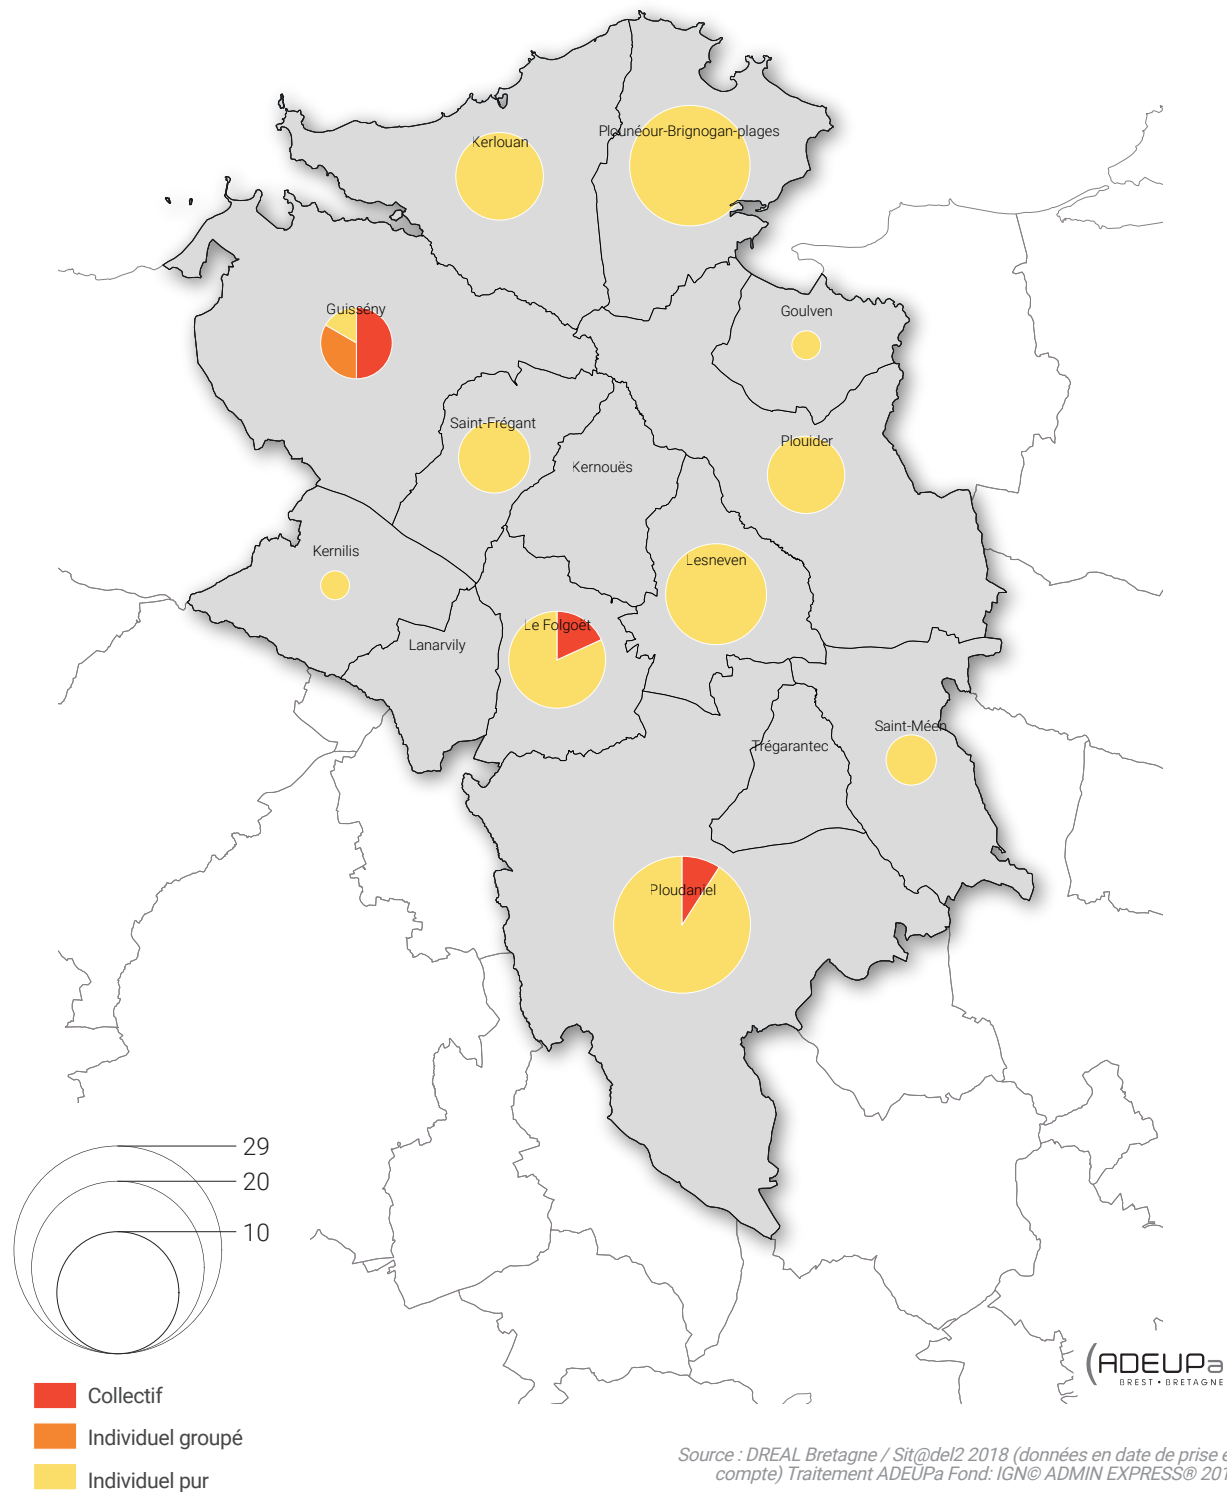 Kerlouan
Plounéour-Brignogan-plages
Guissény
Goulven
Saint-Frégant
Plouider
Kernouës
Kernilis
Lesneven
Le Folgoët
Lanarvily
Saint-Méen
Trégarantec
Ploudaniel
29
20
10
Collectif
Individuel groupé
Individuel pur
ADEUPa
BREST • BRETAGNE
Source : DREAL Bretagne / Sit@del2 2018 (données en date de prise e
compte) Traitement ADEUPa Fond: IGN© ADMIN EXPRESS® 201